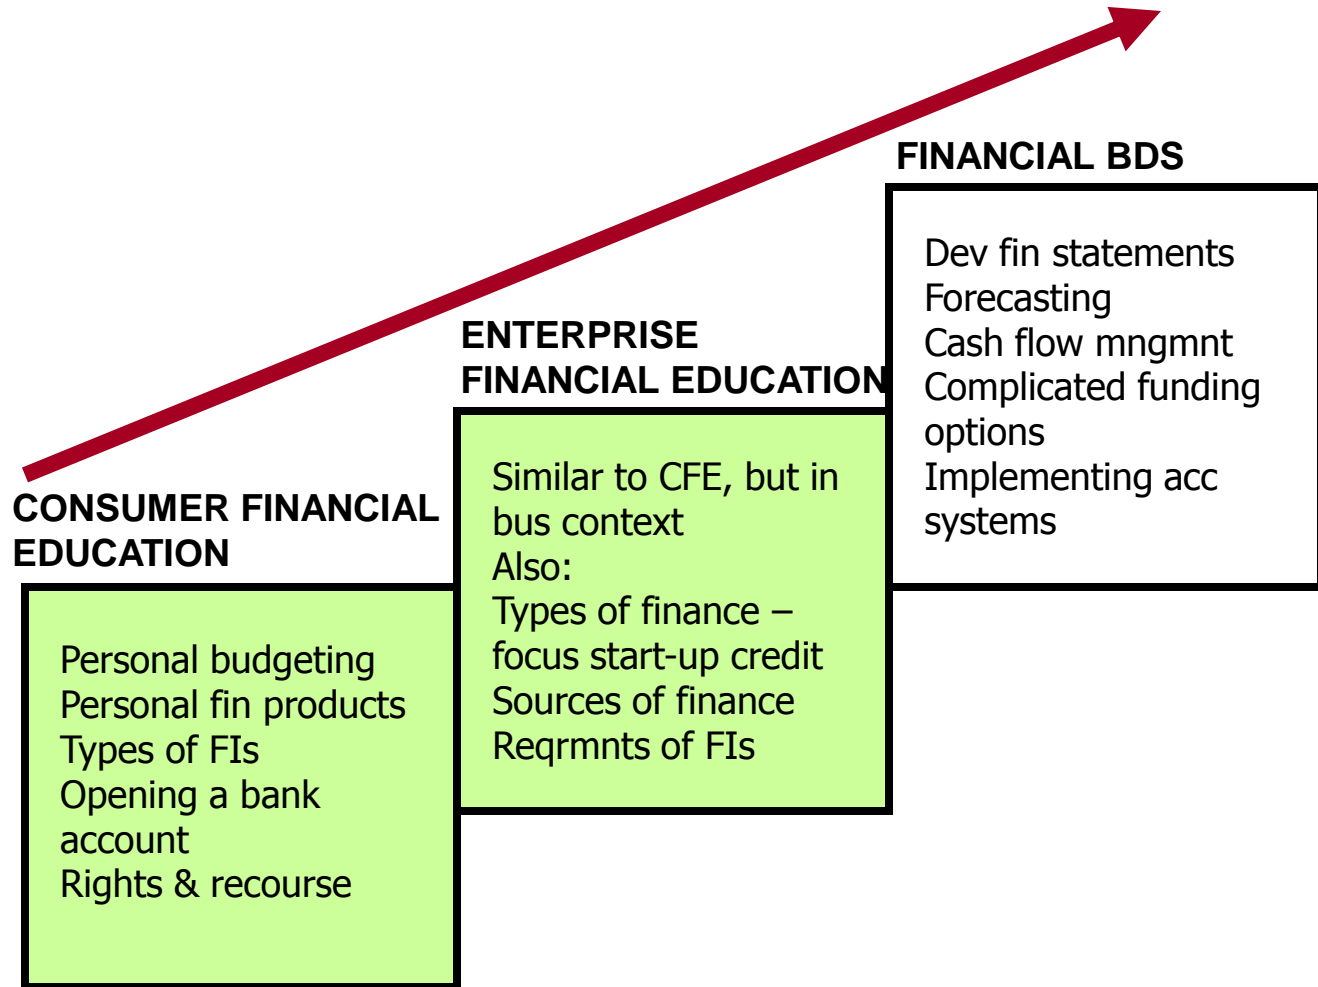 CONSUMER FINANCIAL
EDUCATION
Personal budgeting
Personal fin products
Types of FIs
Opening a bank
account
Rights & recourse
ENTERPRISE
FINANCIAL EDUCATION
Similar to CFE, but in
bus context
Also:
Types of finance –
focus start-up credit
Sources of finance
Reqrmnts of FIs
FINANCIAL BDS
Dev fin statements
Forecasting
Cash flow mngmnt
Complicated funding
options
Implementing acc
systems